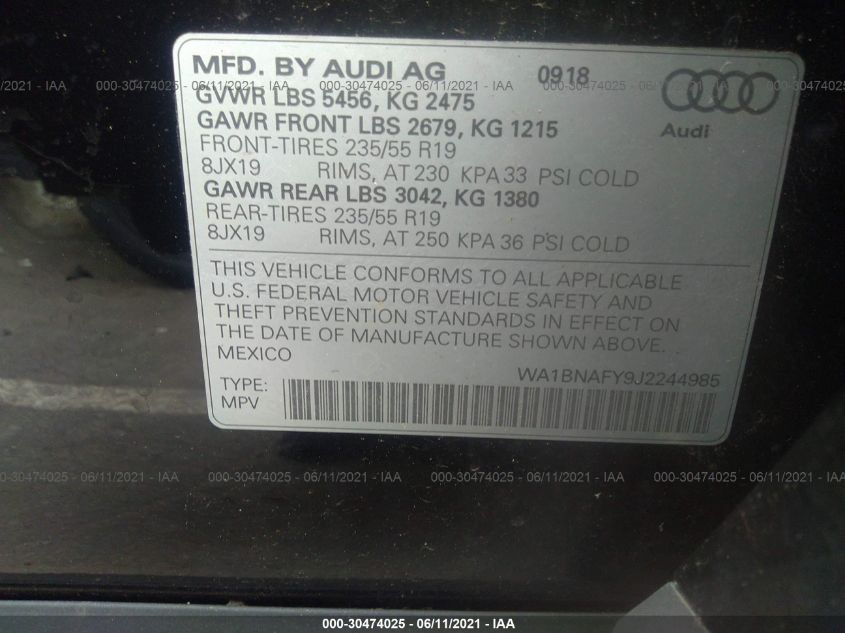 MFD. BY AUDI AG 0918
GVWR LBS 5456, KG 2475
GAWR FRONT LBS 2679, KG 1215
Audi
FRONT-TIRES 235/55 R19
8JX19 RIMS, AT 230 KPA 33 PSI COLD
GAWR REAR LBS 3042, KG 1380
REAR-TIRES 235/55 R19
8JX19 RIMS, AT 250 KPA 36 PSI COLD
THIS VEHICLE CONFORMS TO ALL APPLICABLE
U.S. FEDERAL MOTOR VEHICLE SAFETY AND
THEFT PREVENTION STANDARDS IN EFFECT ON
THE DATE OF MANUFACTURE SHOWN ABOVE.
MEXICO
WA1BNAFY9J2244985
TYPE:
MPV
000-30474025 - 06/11/2021 - IAA